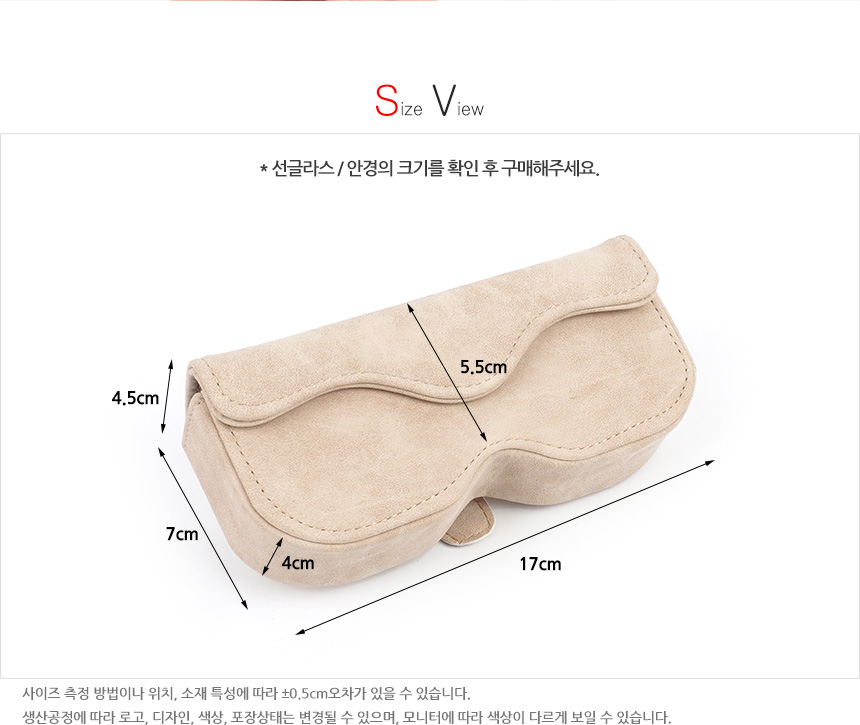 Size View
* 선글라스 / 안경의 크기를 확인 후 구매해주세요.
5.5cm
4.5cm
7cm
4cm
17cm
사이즈 측정 방법이나 위치, 소재 특성에 따라 ±0,5cm오차가 있을 수 있습니다.
생산공정에 따라 로고, 디자인, 색상, 포장상태는 변경될 수 있으며, 모니터에 따라 색상이 다르게 보일 수 있습니다.